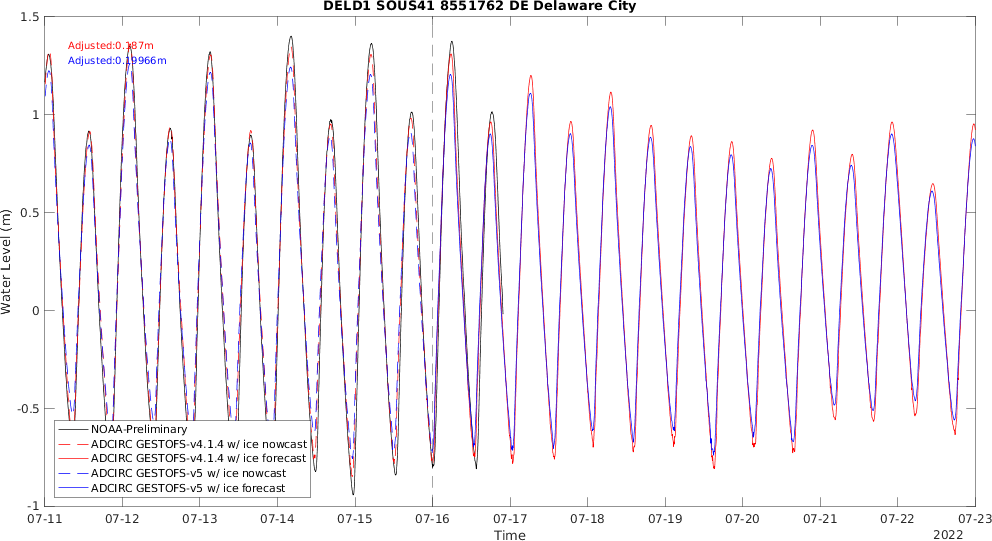 DELD1 SOUS41 8551762 DE Delaware City
Adjusted:0.187m
Adjusted:0.19966m
1.5
1
0.5
0
-0.5
-1
Water Level (m)
NOAA-Preliminary
ADCIRC GESTOFS-v4.1.4 w/ ice nowcast
ADCIRC GESTOFS-v4.1.4 w/ ice forecast
ADCIRC GESTOFS-v5 w/ ice nowcast
ADCIRC GESTOFS-v5 w/ ice forecast
07-11 07-12 07-13 07-14 07-15 07-16 07-17 07-18 07-19 07-20 07-21 07-22 07-23
Time
2022